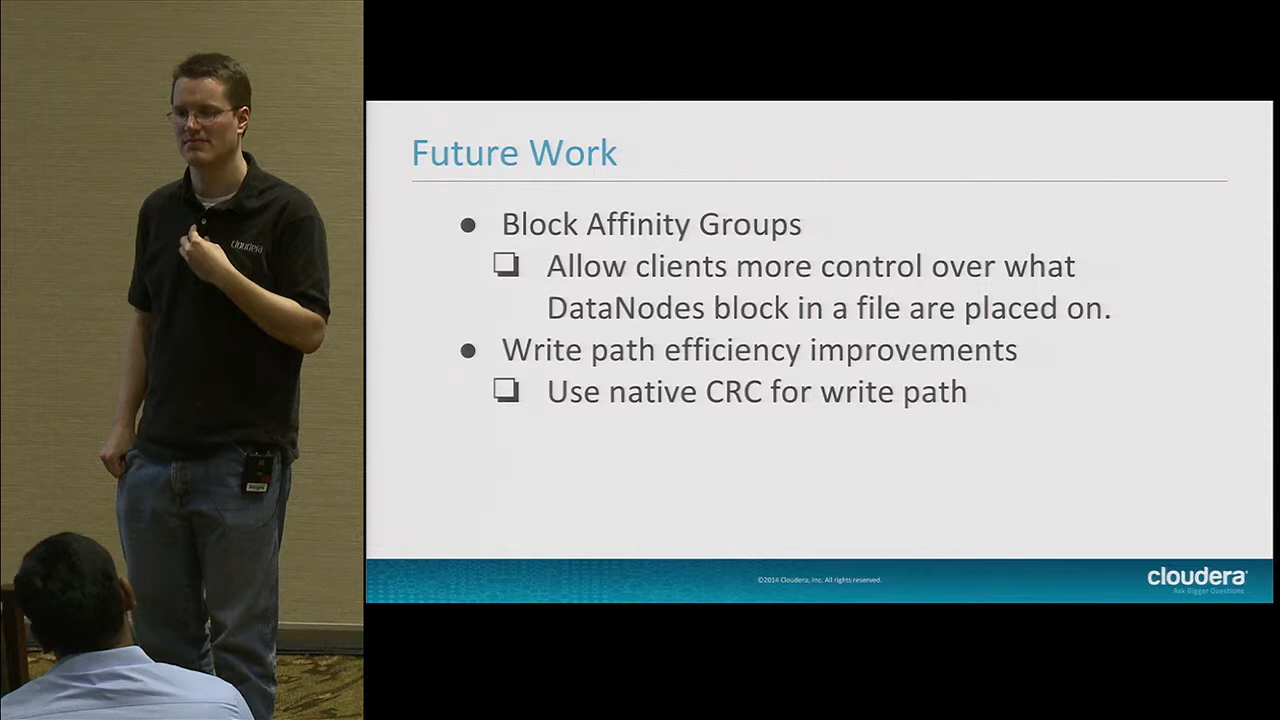 cloudera
Future Work
● Block Affinity Groups
❏ Allow clients more control over what
DataNodes block in a file are placed on.
● Write path efficiency improvements
❏ Use native CRC for write path
©2014 Cloudera, Inc. All rights reserved.
cloudera
Ask Bigger Questions